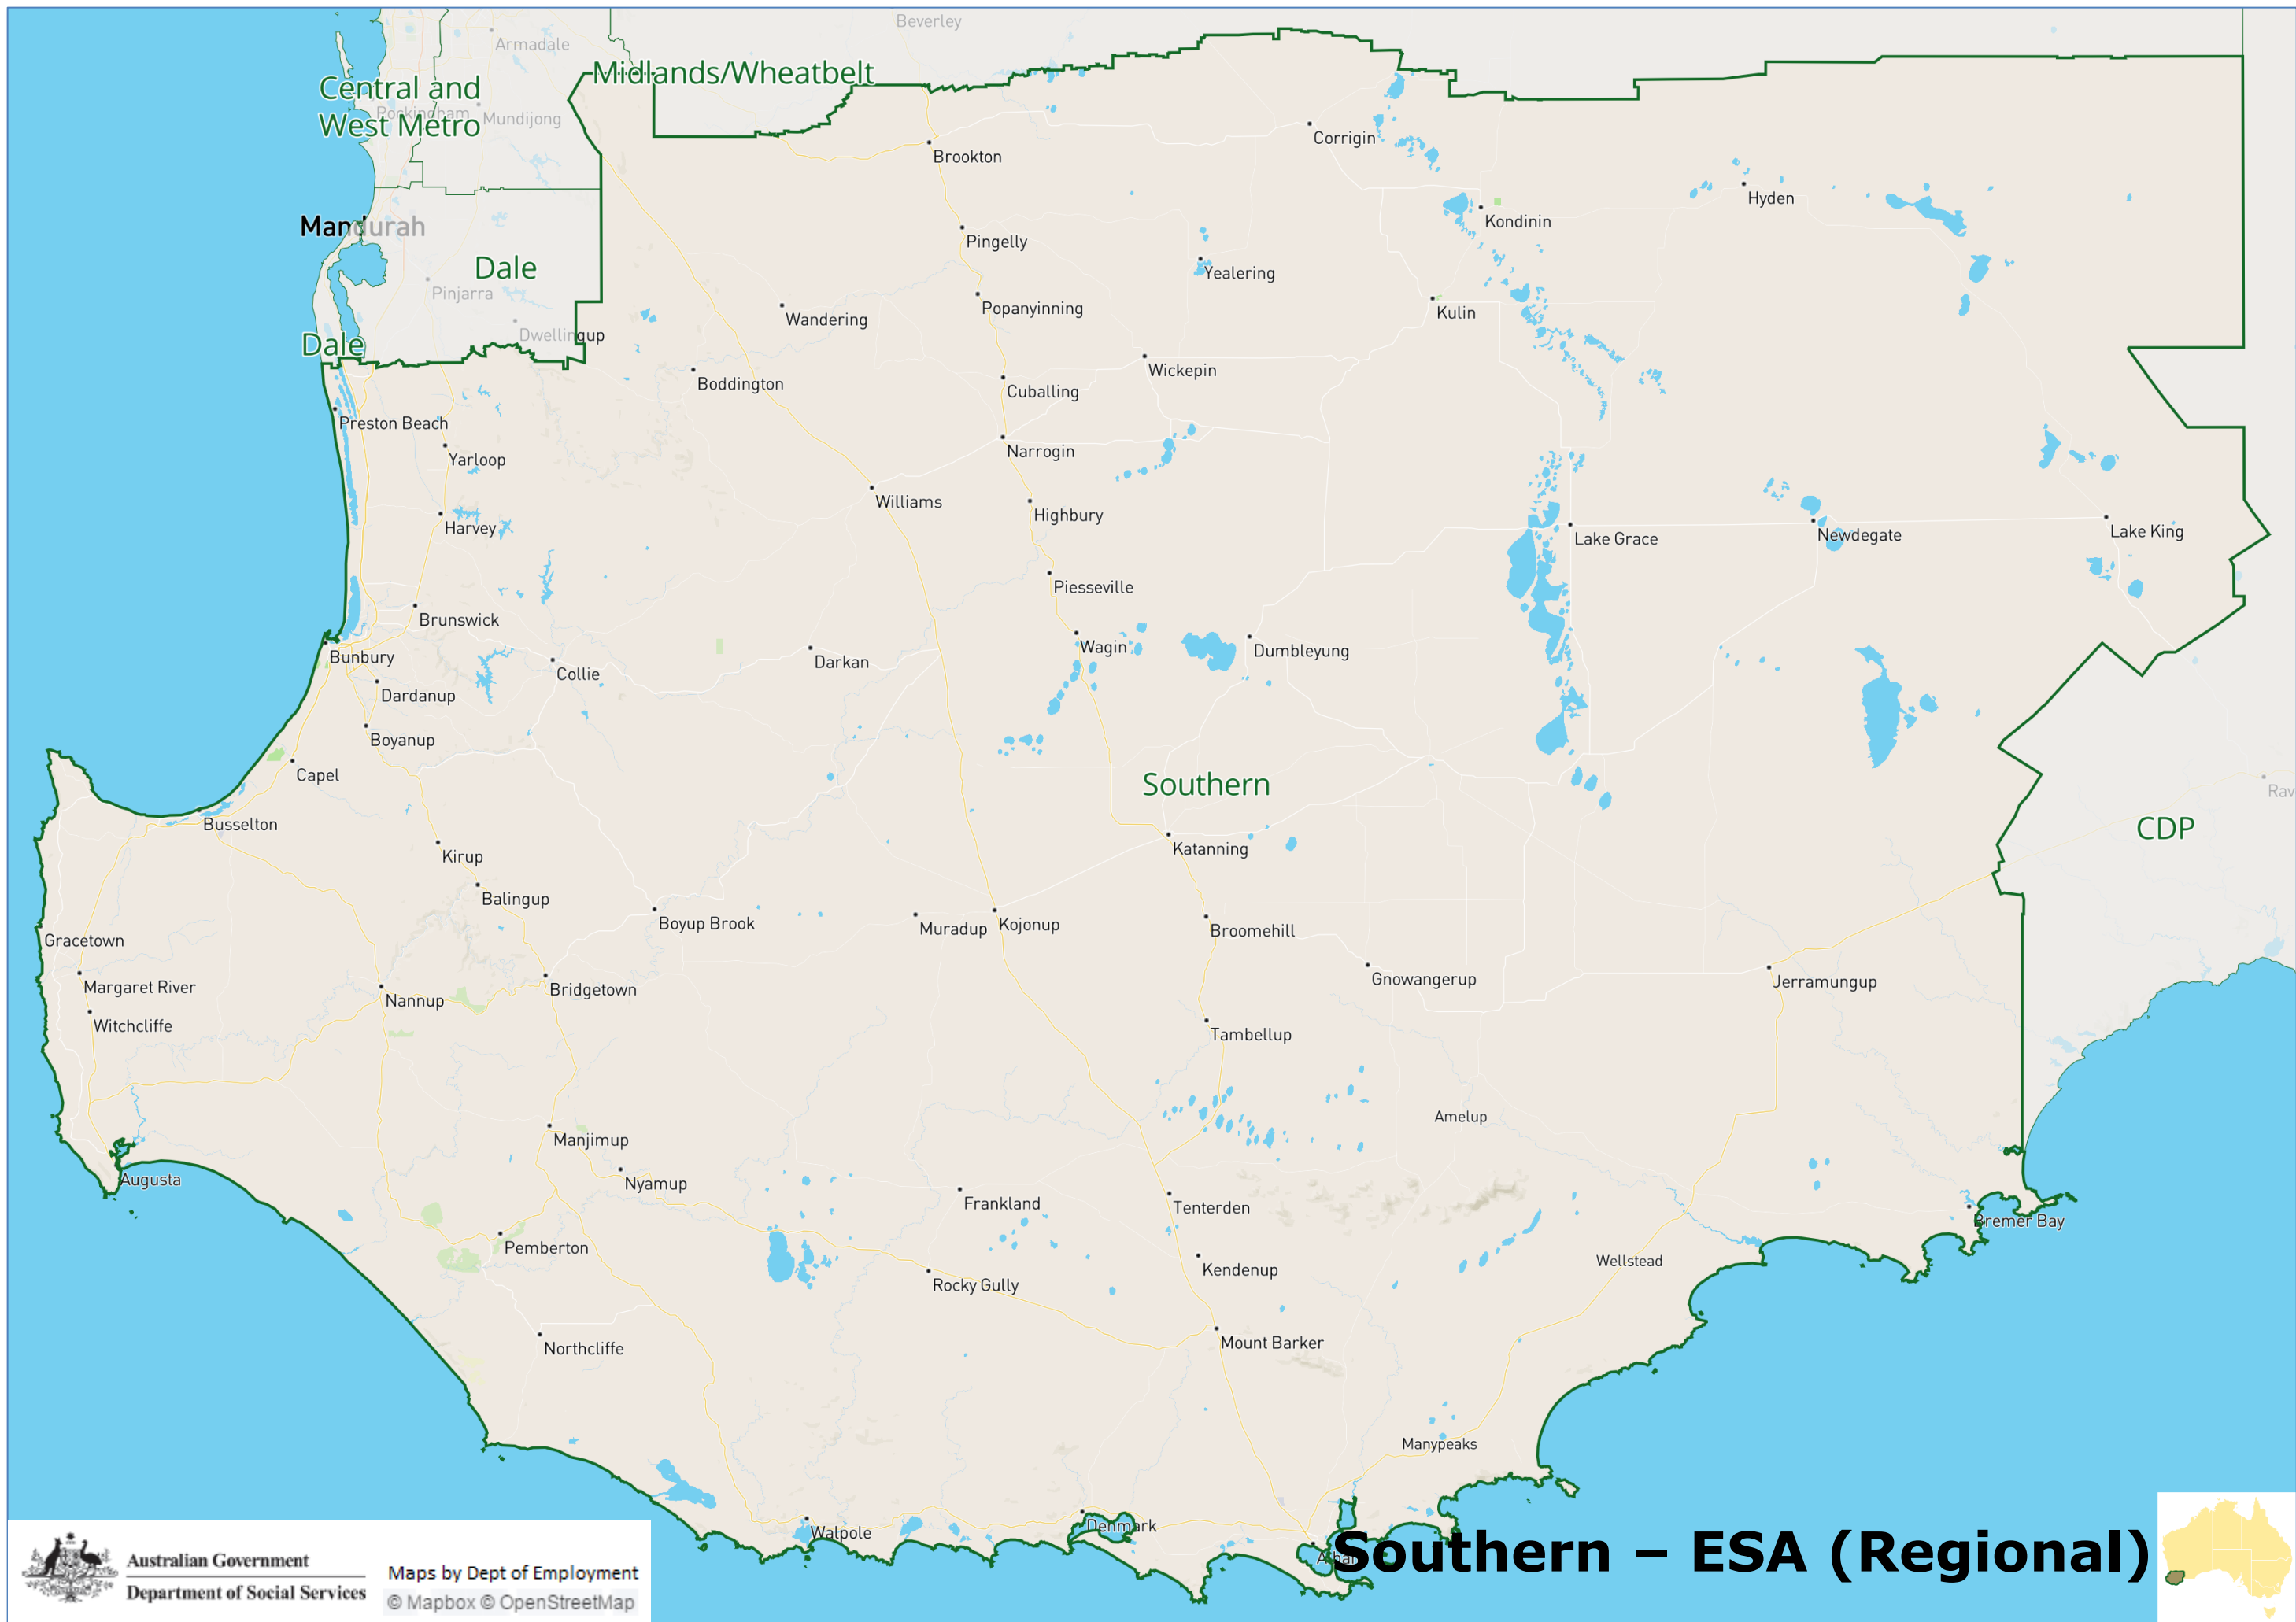 Beverley
Armadale
Midlands/Wheatbelt
Central and
West Metro
Rockingham
Mundijong
Corrigin
Brookton
Hyden
Kondinin
Mandurah
Pingelly
Dale
Yealering
Pinjarra
Popanyinning
Kulin
Wandering
Dwellingup
Dale
Wickepin
Boddington
Cuballing
Preston Beach
Narrogin
Yarloop
Williams
Highbury
Harvey
Lake King
Newdegate
Lake Grace
Piesseville
Brunswick
Wagin
Dumbleyung
Bunbury
Darkan
Collie
Dardanup
Boyanup
Capel
Southern
Rav
Busselton
CDP
Katanning
Kirup
Balingup
Boyup Brook
Kojonup
Muradup
Broomehill
Gracetown
Gnowangerup
Jerramungup
Margaret River
Bridgetown
Nannup
Witchcliffe
Tambellup
Amelup
Manjimup
Augusta
Nyamup
Frankland
Tenterden
Bremer Bay
Pemberton
Wellstead
Kendenup
Rocky Gully
Mount Barker
Northcliffe
Manypeaks
Denmark
Walpole
Southern – ESA (Regional)
Australian Government
Department of Social Services
Maps by Dept of Employment
© Mapbox © OpenStreetMap